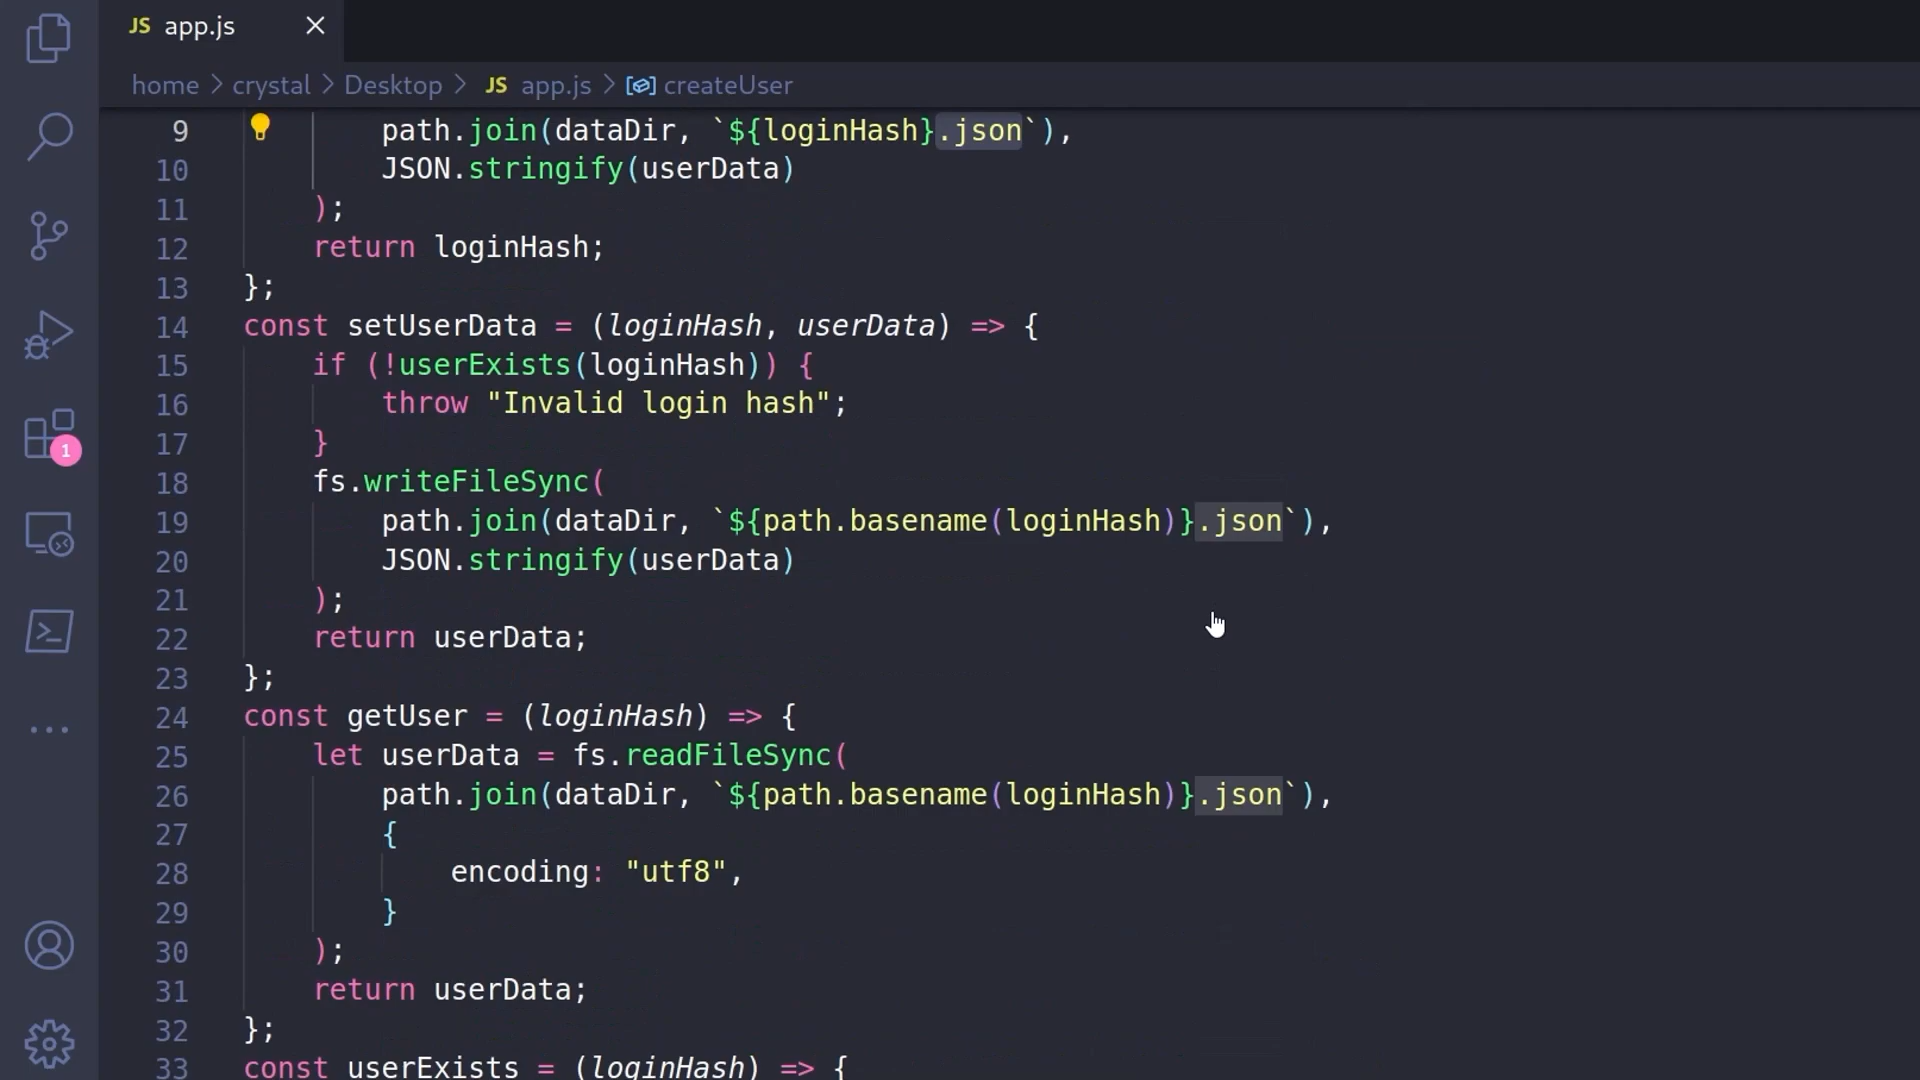 JS app.js
home > crystal > Desktop > JS app.js > createUser
9 path.join(dataDir, `${loginHash}.json`),
10 JSON.stringify(userData)
11 );
12 return loginHash;
13 };
14 const setUserData = (loginHash, userData) => {
15 if (!userExists(loginHash)) {
16 throw "Invalid login hash";
17 }
18 fs.writeFileSync(
19 path.join(dataDir, `${path.basename(loginHash)}.json`),
20 JSON.stringify(userData)
21 );
22 return userData;
23 };
24 const getUser = (loginHash) => {
25 let userData = fs.readFileSync(
26 path.join(dataDir, `${path.basename(loginHash)}.json`),
27 {
28 encoding: "utf8",
29 }
30 );
31 return userData;
32 };
33 const userExists = (loginHash) => {
1